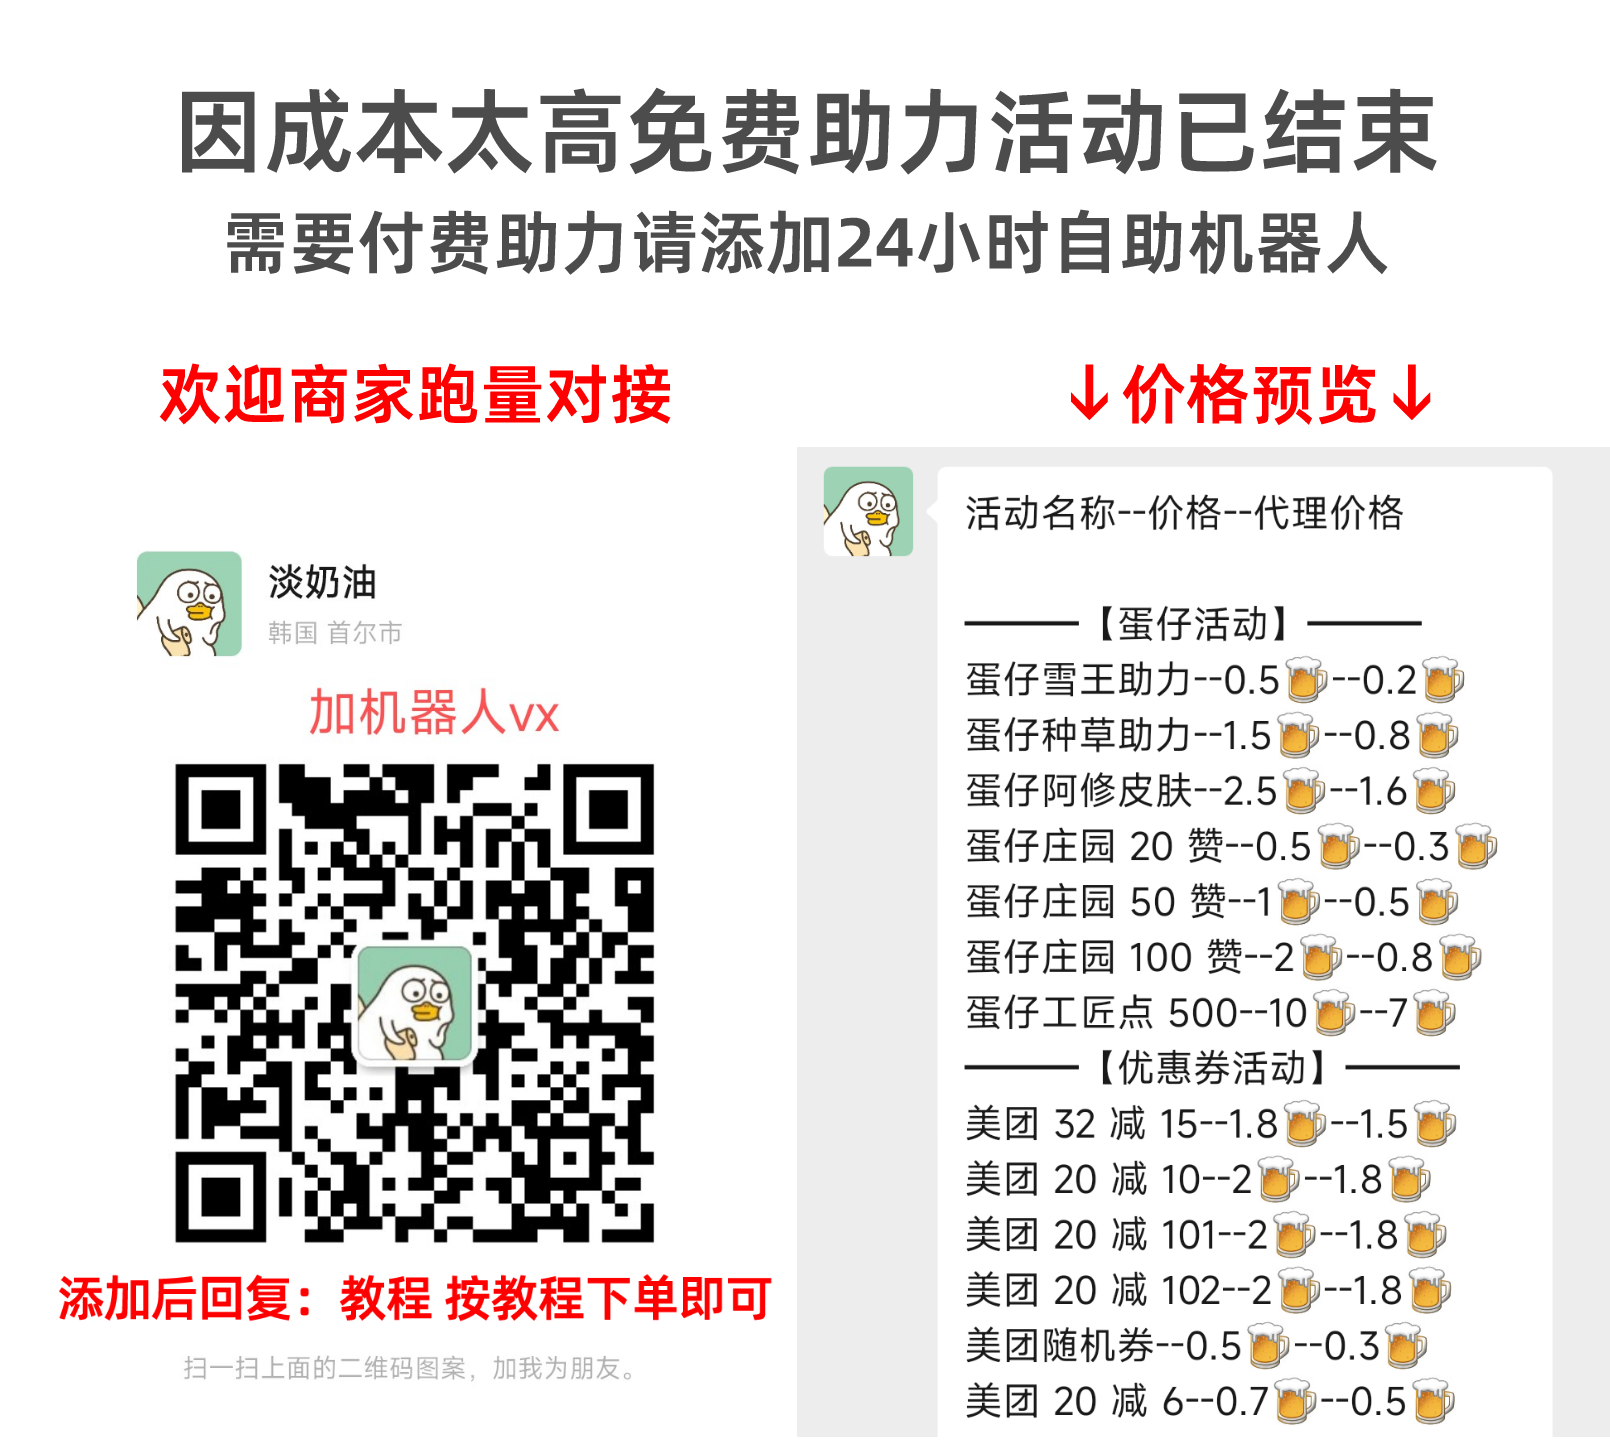 因成本太高免费助力活动已结束
需要付费助力请添加24小时自助机器人
欢迎商家跑量对接
淡奶油
韩国 首尔市
加机器人vx
添加后回复：教程 按教程下单即可
扫一扫上面的二维码图案，加我为朋友。
↓价格预览↓
活动名称--价格--代理价格
———【蛋仔活动】———
蛋仔雪王助力--0.5🍺--0.2🍺
蛋仔种草助力--1.5🍺--0.8🍺
蛋仔阿修皮肤--2.5🍺--1.6🍺
蛋仔庄园 20 赞--0.5🍺--0.3🍺
蛋仔庄园 50 赞--1🍺--0.5🍺
蛋仔庄园 100 赞--2🍺--0.8🍺
蛋仔工匠点 500--10🍺--7🍺
———【优惠券活动】———
美团 32 减 15--1.8🍺--1.5🍺
美团 20 减 10--2🍺--1.8🍺
美团 20 减 101--2🍺--1.8🍺
美团 20 减 102--2🍺--1.8🍺
美团随机券--0.5🍺--0.3🍺
美团 20 减 6--0.7🍺--0.5🍺